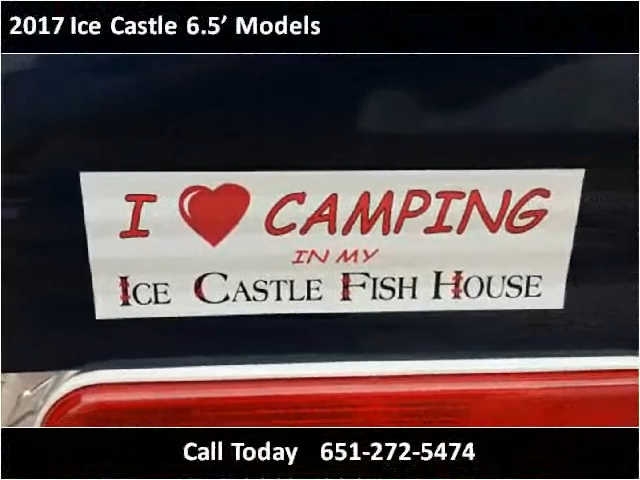 2017 Ice Castle 6.5’ Models
I ♥ CAMPING
IN MY
ICE CASTLE FISH HOUSE
Call Today 651-272-5474